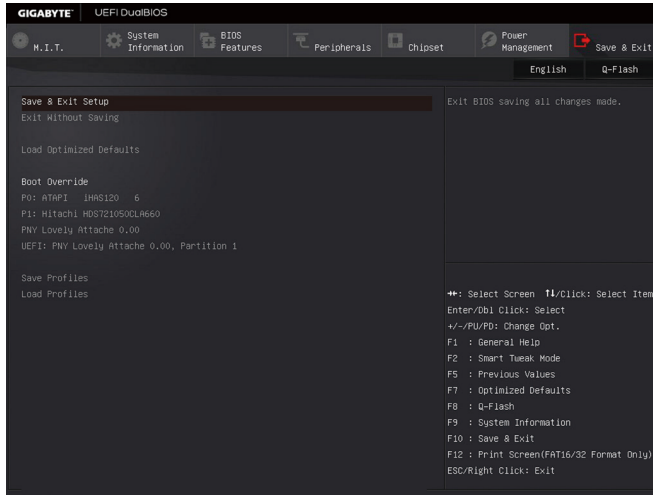 GIGABYTE™ UEFI DualBIOS
M.I.T.
System Information
BIOS Features
Peripherals
Chipset
Power Management
Save & Exit
English Q-Flash
Save & Exit Setup
Exit Without Saving
Load Optimized Defaults
Boot Override
P0: ATAPI iHAS120 6
P1: Hitachi HDS721050CLA660
PNY Lovely Attache 0.00
UEFI: PNY Lovely Attache 0.00, Partition 1
Save Profiles
Load Profiles
Exit BIOS saving all changes made.
→←: Select Screen ↑↓/Click: Select Item
Enter/Dbl Click: Select
+/-/PU/PD: Change Opt.
F1 : General Help
F2 : Smart Tweak Mode
F5 : Previous Values
F7 : Optimized Defaults
F8 : Q-Flash
F9 : System Information
F10 : Save & Exit
F12 : Print Screen(FAT16/32 Format Only)
ESC/Right Click: Exit